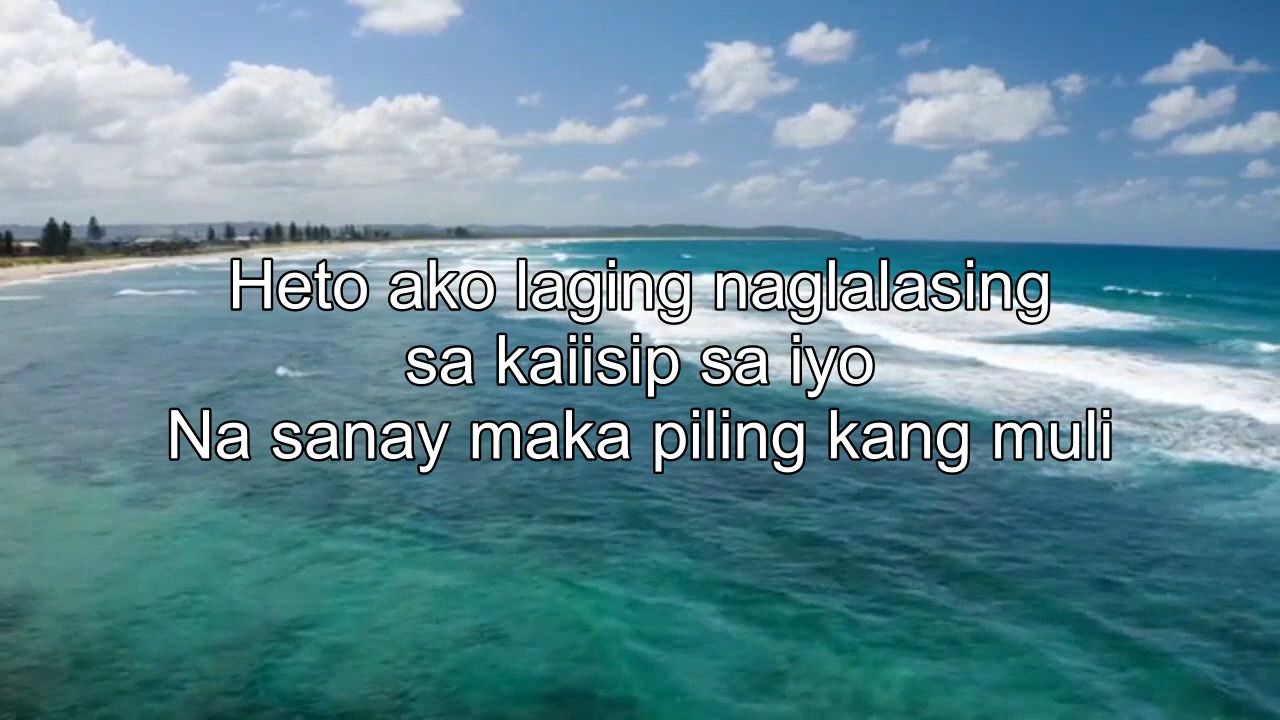 Heto ako laging naglalasing
sa kaiisip sa iyo
Na sanay maka piling kang muli